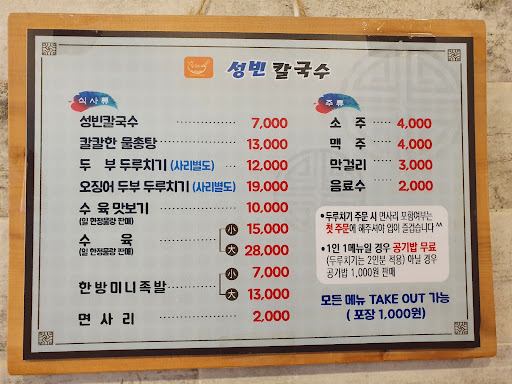 성빈 칼국수
식사류
성빈칼국수 7,000
칼칼한 물총탕 13,000
두 부 두루치기 (사리별도) 12,000
오징어 두부 두루치기 (사리별도) 19,000
수 육 맛보기 10,000
(일 한정물량 판매)
수 육 小 15,000
(일 한정물량 판매) 大 28,000
한방미니족발 小 7,000
大 13,000
면 사 리 2,000
주류
소 주 4,000
맥 주 4,000
막걸리 3,000
음료수 2,000
• 두루치기 주문 시 면사리 포함여부는
첫 주문에 해주셔야 입이 즐겁습니다 ^^
• 1인 1메뉴일 경우 공기밥 무료
(두루치기는 2인분 적용) 아닐 경우
공기밥 1,000원 판매
모든 메뉴 TAKE OUT 가능
( 포장 1,000원)